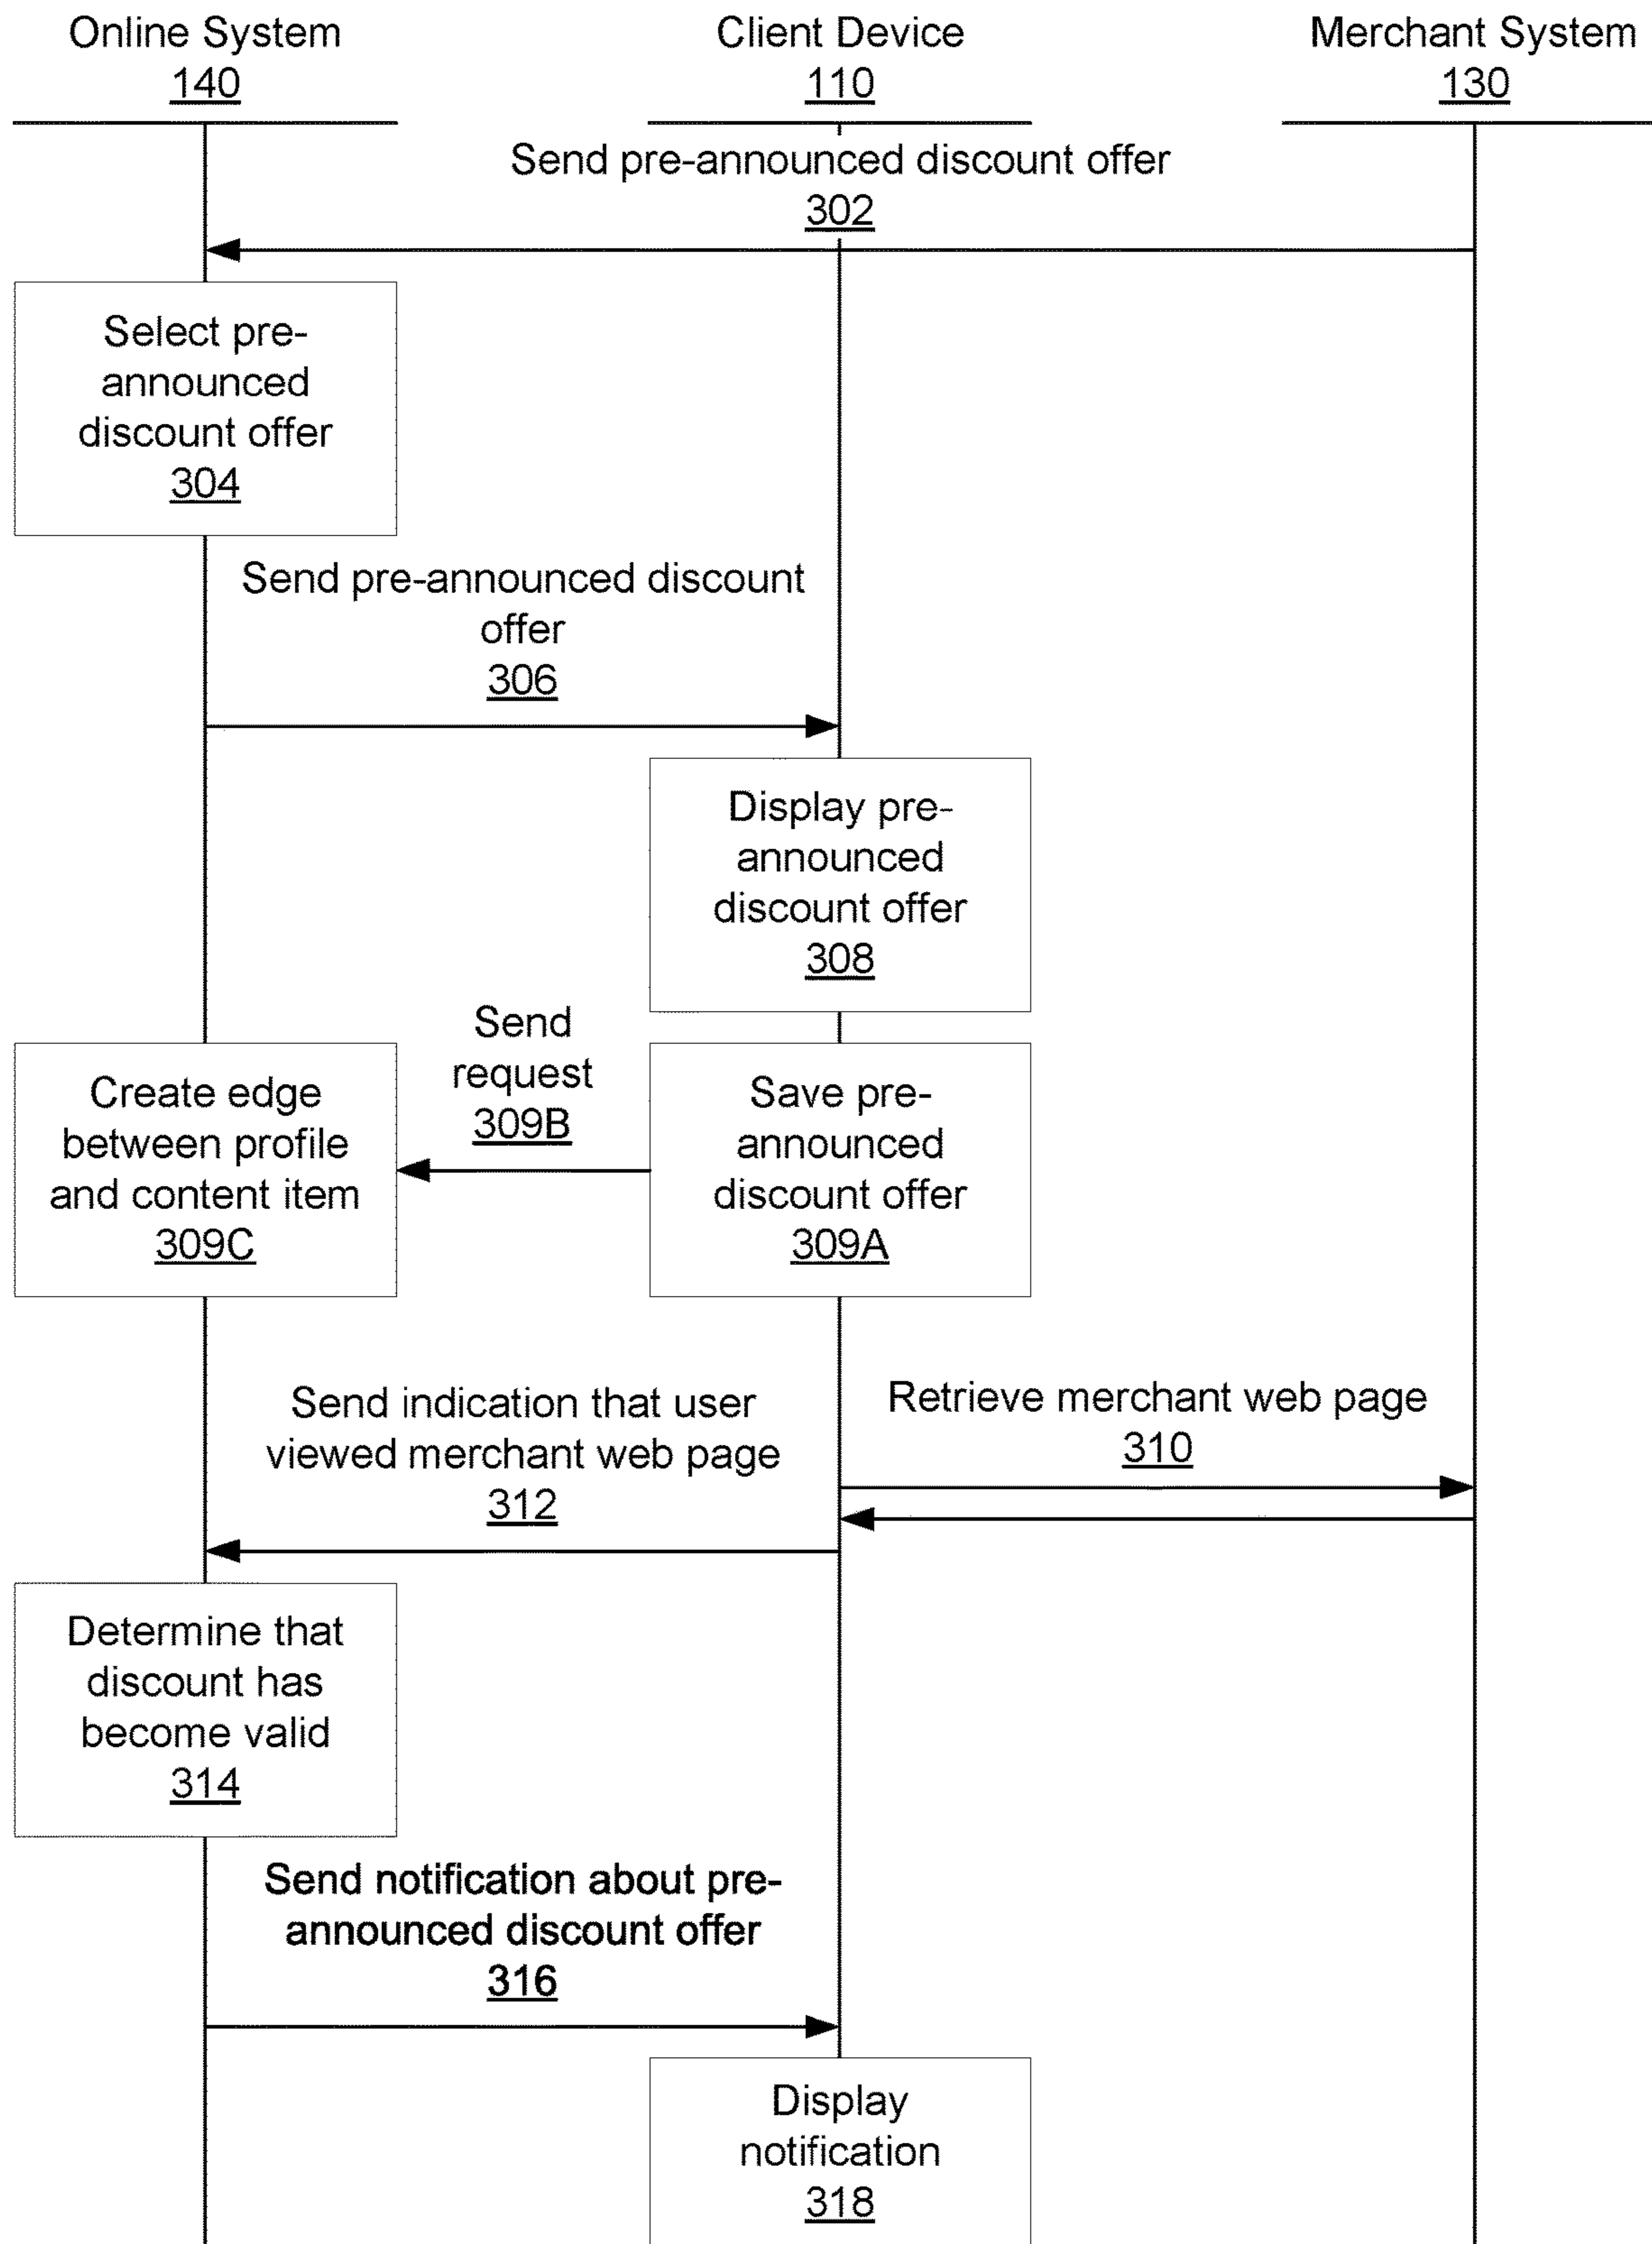 Online System
140
Client Device
110
Merchant System
130
Send pre-announced discount offer
302
Select pre-
announced
discount offer
304
Send pre-announced discount
offer
306
Display pre-
announced
discount offer
308
Send
request
309B
Create edge
between profile
and content item
309C
Save pre-
announced
discount offer
309A
Retrieve merchant web page
310
Send indication that user
viewed merchant web page
312
Determine that
discount has
become valid
314
Send notification about pre-
announced discount offer
316
Display
notification
318